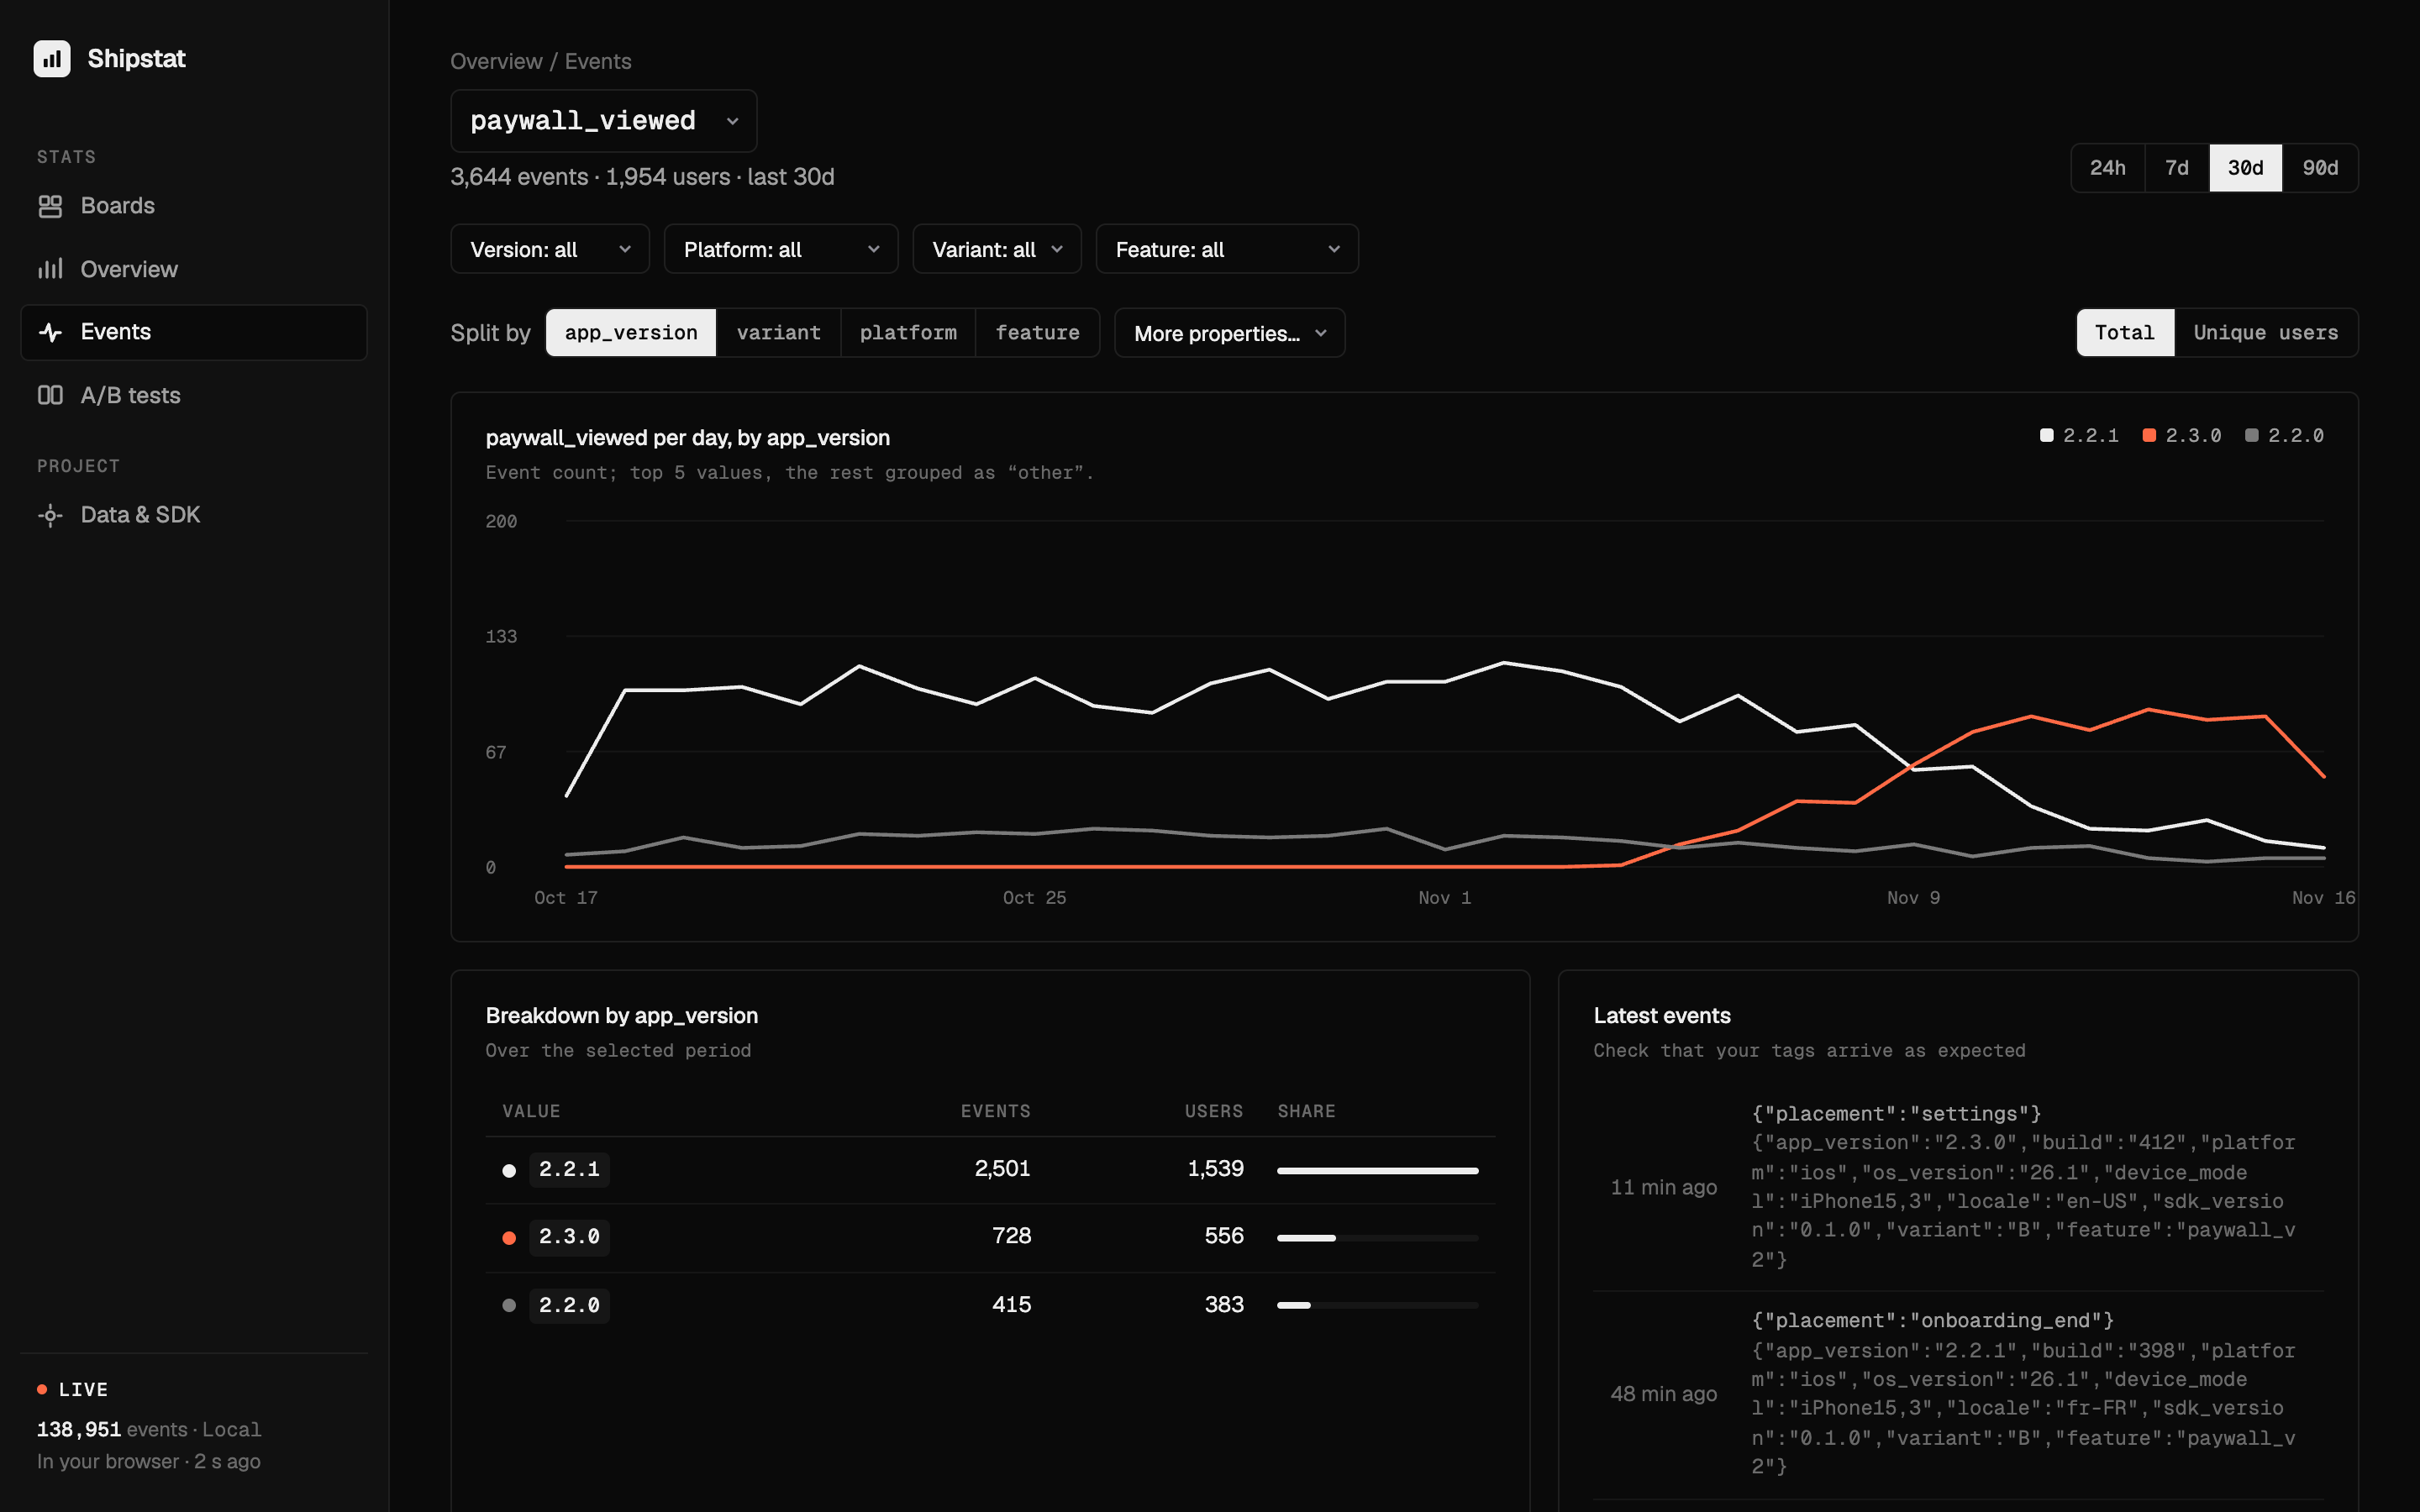 Shipstat
STATS
Boards
Overview
Events
A/B tests
PROJECT
Data & SDK
LIVE
138,951 events · Local
In your browser · 2 s ago
Overview / Events
paywall_viewed
3,644 events · 1,954 users · last 30d
24h 7d 30d 90d
Version: all Platform: all Variant: all Feature: all
Split by app_version variant platform feature More properties… Total Unique users
paywall_viewed per day, by app_version
Event count; top 5 values, the rest grouped as “other”.
2.2.1 2.3.0 2.2.0
200
133
67
0
Oct 17 Oct 25 Nov 1 Nov 9 Nov 16
Breakdown by app_version
Over the selected period
VALUE EVENTS USERS SHARE
2.2.1 2,501 1,539
2.3.0 728 556
2.2.0 415 383
Latest events
Check that your tags arrive as expected
11 min ago
{"placement":"settings"}
{"app_version":"2.3.0","build":"412","platfor
m":"ios","os_version":"26.1","device_mode
l":"iPhone15,3","locale":"en-US","sdk_versio
n":"0.1.0","variant":"B","feature":"paywall_v
2"}
48 min ago
{"placement":"onboarding_end"}
{"app_version":"2.2.1","build":"398","platfor
m":"ios","os_version":"26.1","device_mode
l":"iPhone15,3","locale":"fr-FR","sdk_versio
n":"0.1.0","variant":"B","feature":"paywall_v
2"}